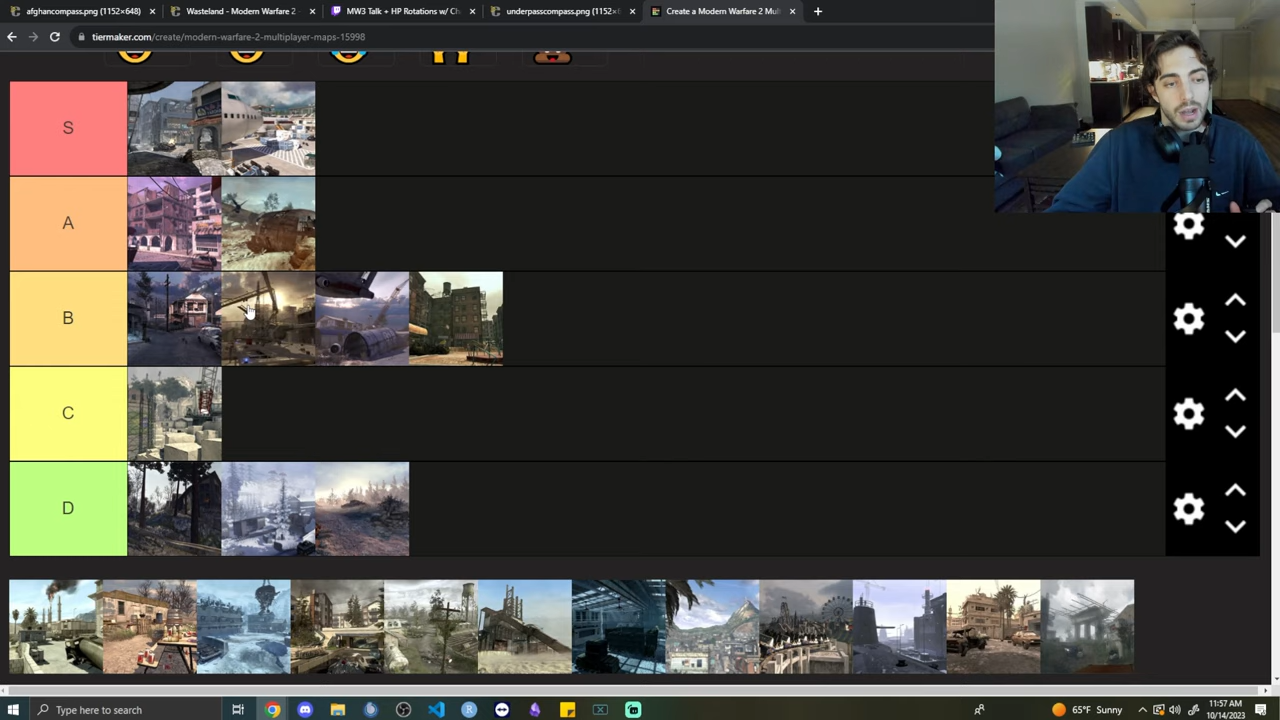 afghancompass.png (1152×648)
Wasteland - Modern Warfare 2
MW3 Talk + HP Rotations w/ Ch
underpasscompass.png (1152×6
Create a Modern Warfare 2 Mul
tiermaker.com/create/modern-warfare-2-multiplayer-maps-15998
S
A
B
C
D
Type here to search
65°F Sunny
11:57 AM
10/14/2023